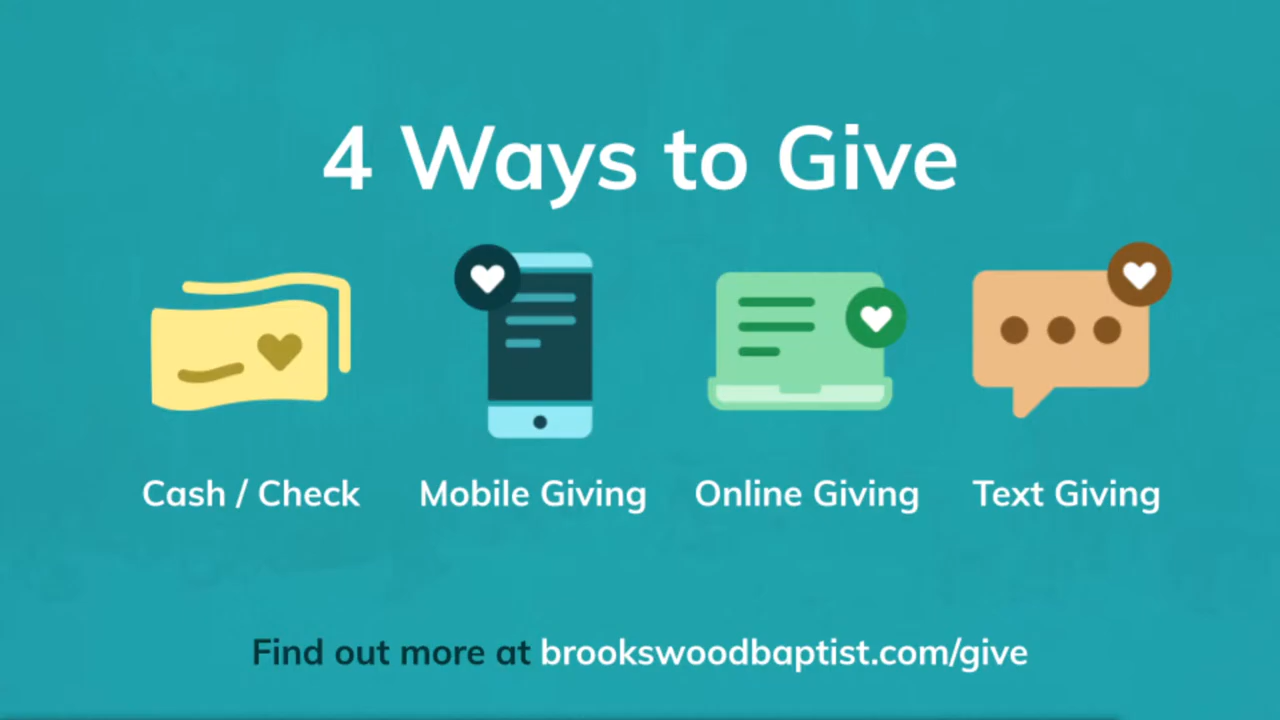 4 Ways to Give
Cash / Check
Mobile Giving
Online Giving
Text Giving
Find out more at brookswoodbaptist.com/give